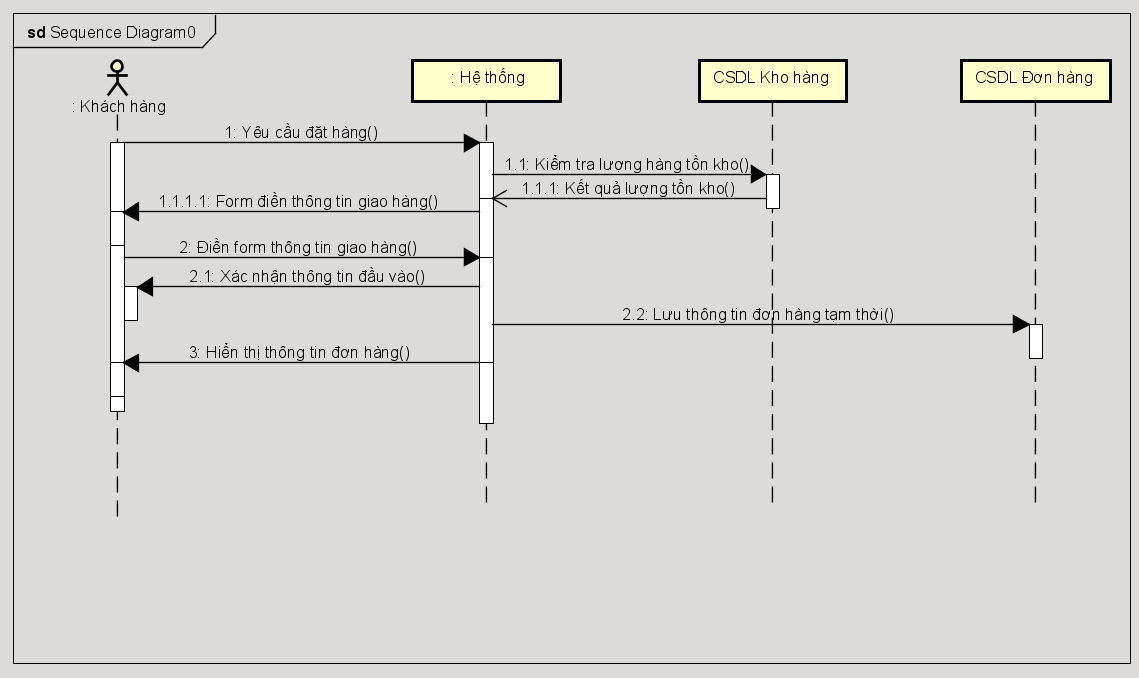 sd Sequence Diagram0
: Khách hàng
: Hệ thống
CSDL Kho hàng
CSDL Đơn hàng
1: Yêu cầu đặt hàng()
1.1: Kiểm tra lượng hàng tồn kho()
1.1.1: Kết quả lượng tồn kho()
1.1.1.1: Form điền thông tin giao hàng()
2: Điền form thông tin giao hàng()
2.1: Xác nhận thông tin đầu vào()
2.2: Lưu thông tin đơn hàng tạm thời()
3: Hiển thị thông tin đơn hàng()